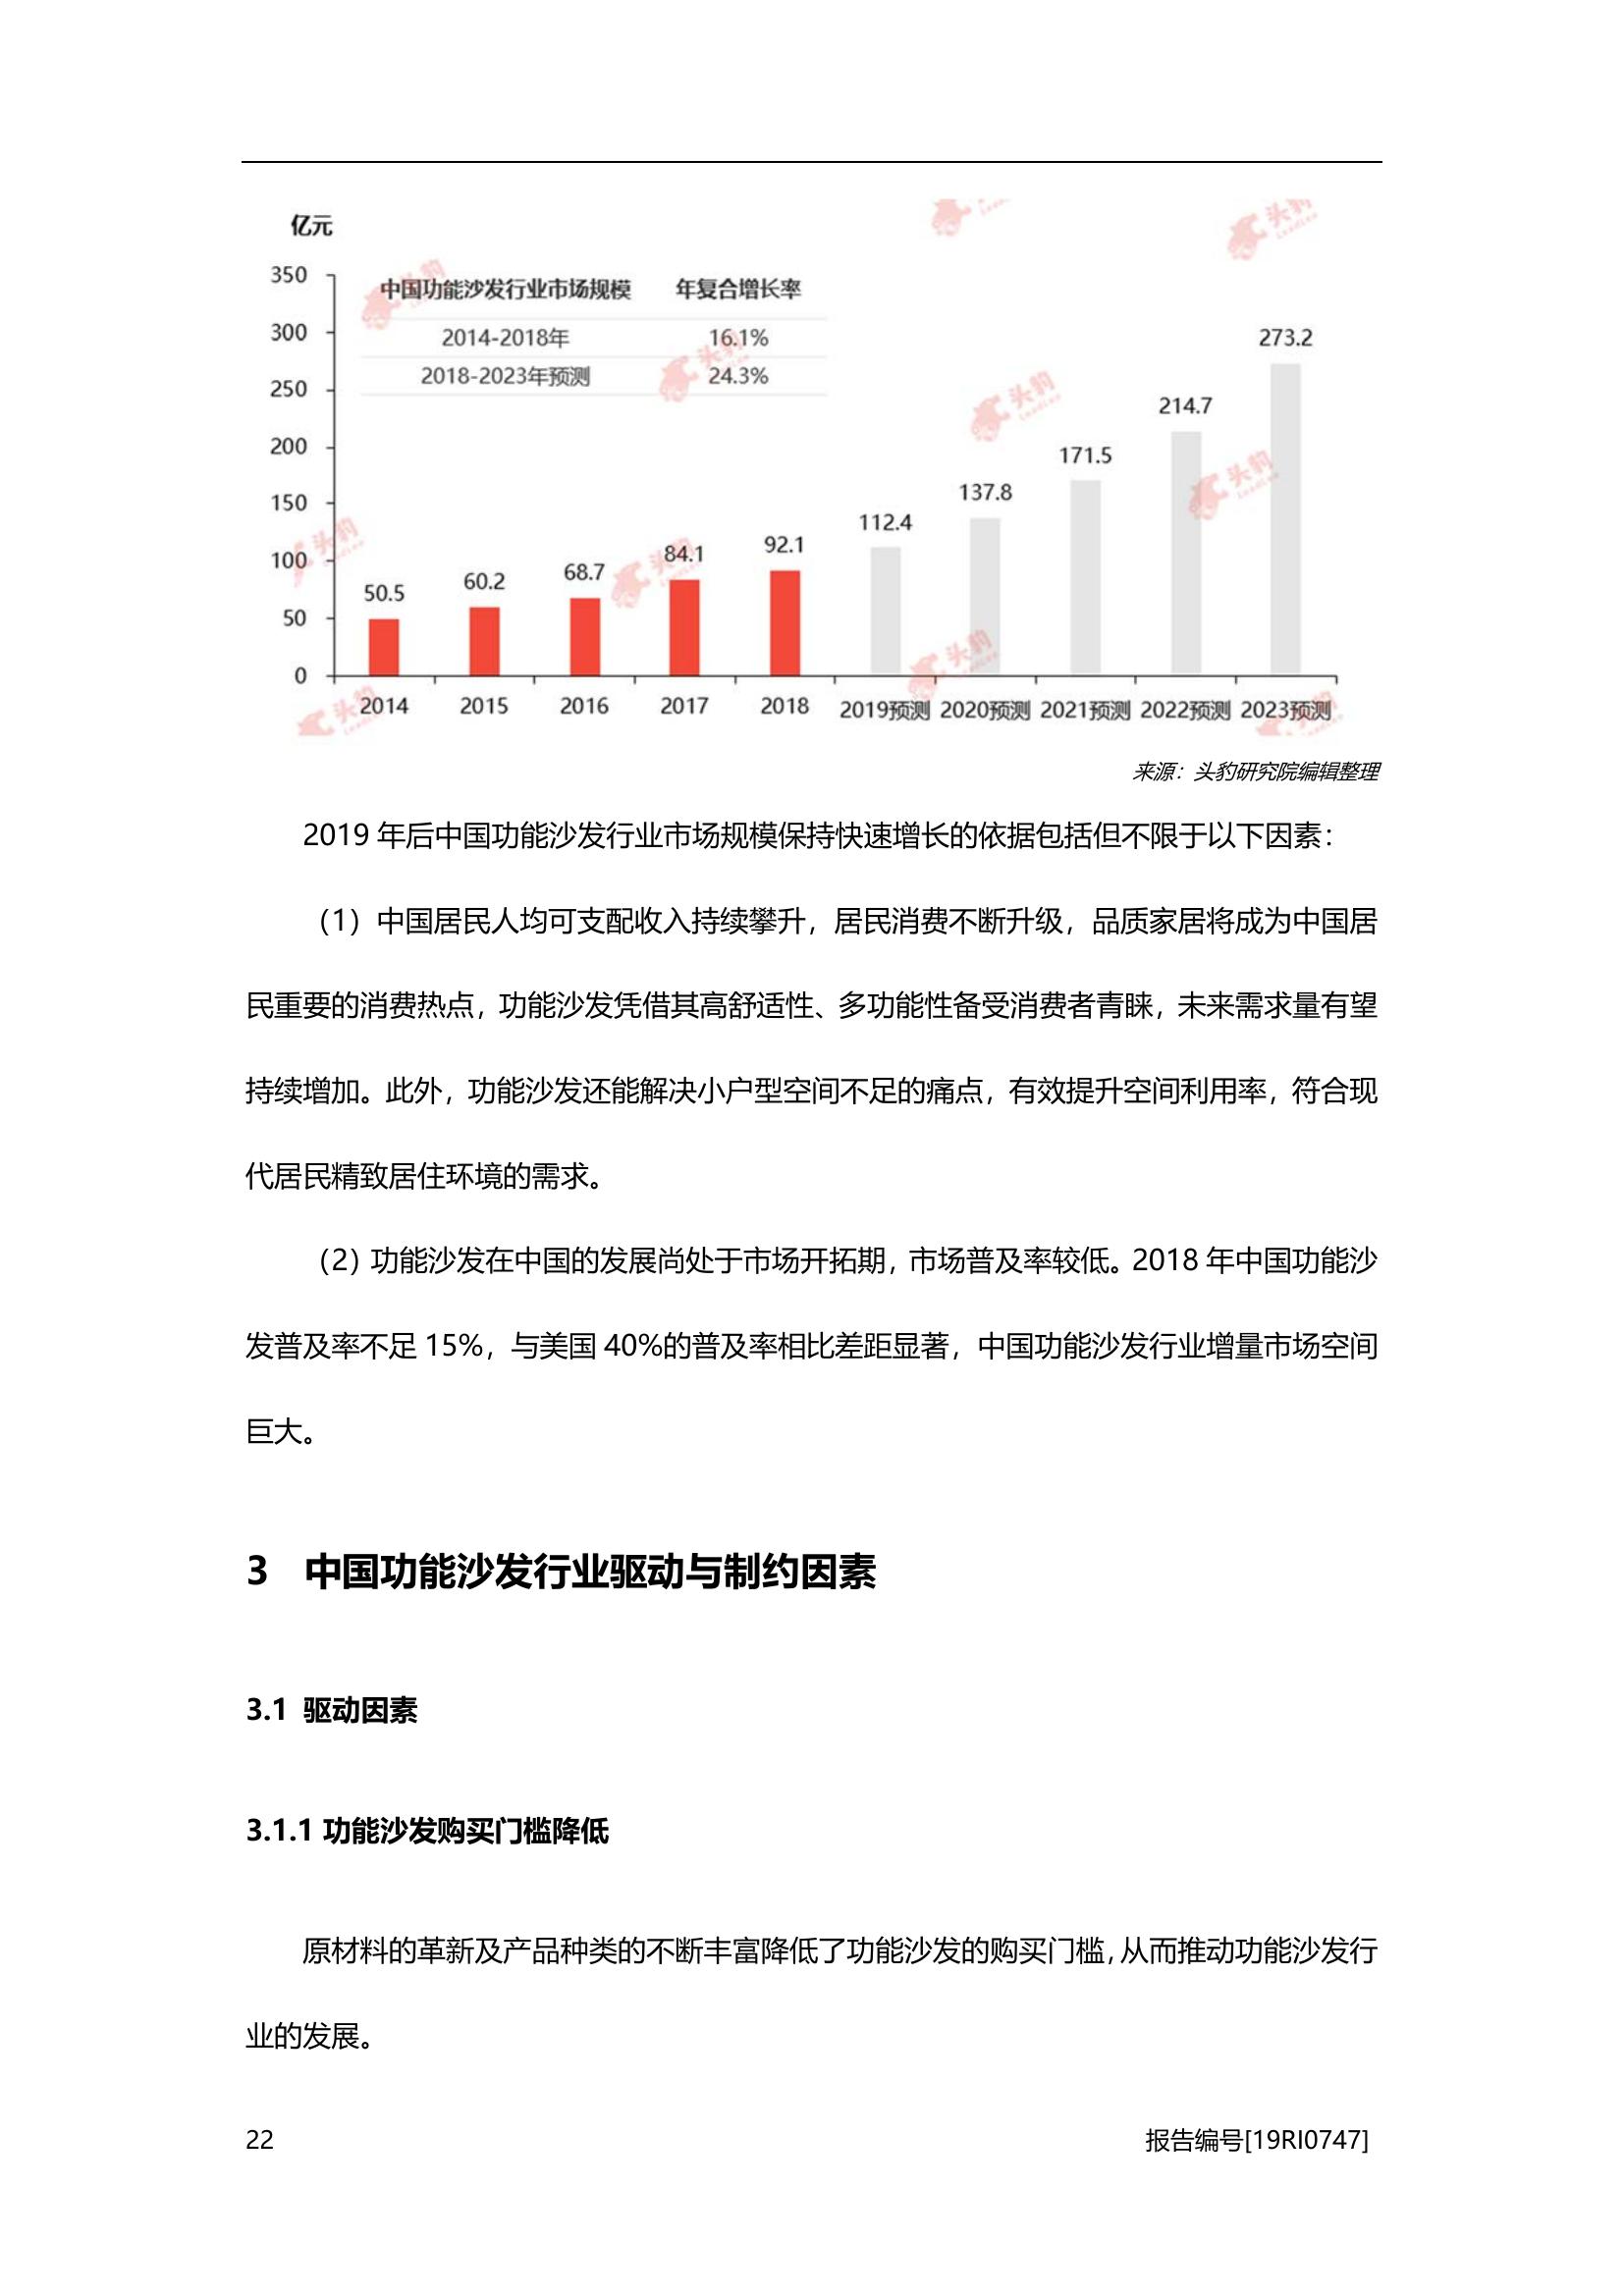 亿元
350
300
250
200
150
100
50
0
中国功能沙发行业市场规模 年复合增长率
2014-2018年 16.1%
2018-2023年预测 24.3%
50.5
60.2
68.7
84.1
92.1
112.4
137.8
171.5
214.7
273.2
2014 2015 2016 2017 2018 2019预测 2020预测 2021预测 2022预测 2023预测
头豹
LeadLeo
来源：头豹研究院编辑整理
2019 年后中国功能沙发行业市场规模保持快速增长的依据包括但不限于以下因素：
（1）中国居民人均可支配收入持续攀升，居民消费不断升级，品质家居将成为中国居
民重要的消费热点，功能沙发凭借其高舒适性、多功能性备受消费者青睐，未来需求量有望
持续增加。此外，功能沙发还能解决小户型空间不足的痛点，有效提升空间利用率，符合现
代居民精致居住环境的需求。
（2）功能沙发在中国的发展尚处于市场开拓期，市场普及率较低。2018 年中国功能沙
发普及率不足 15%，与美国 40%的普及率相比差距显著，中国功能沙发行业增量市场空间
巨大。
3 中国功能沙发行业驱动与制约因素
3.1 驱动因素
3.1.1 功能沙发购买门槛降低
原材料的革新及产品种类的不断丰富降低了功能沙发的购买门槛，从而推动功能沙发行
业的发展。
22 报告编号[19RI0747]